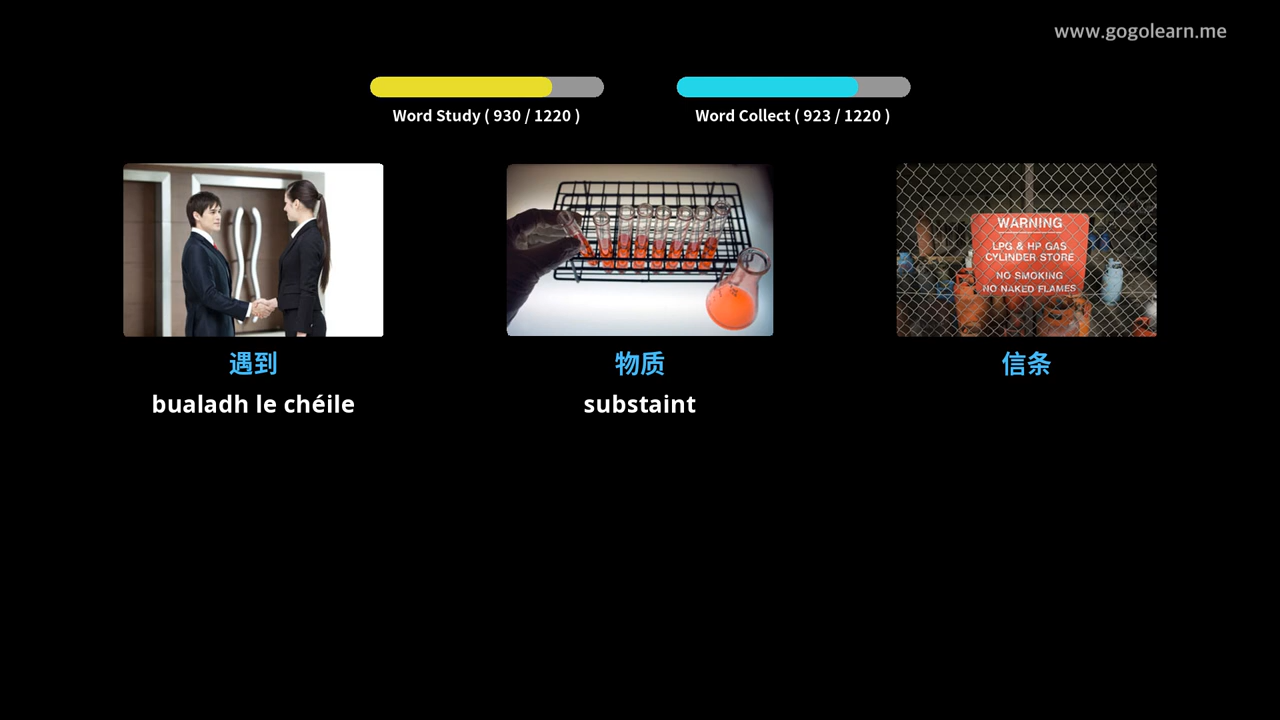 www.gogolearn.me
Word Study ( 930 / 1220 )
Word Collect ( 923 / 1220 )
WARNING
LPG & HP GAS
CYLINDER STORE
NO SMOKING
NO NAKED FLAMES
遇到
物质
信条
bualadh le chéile
substaint